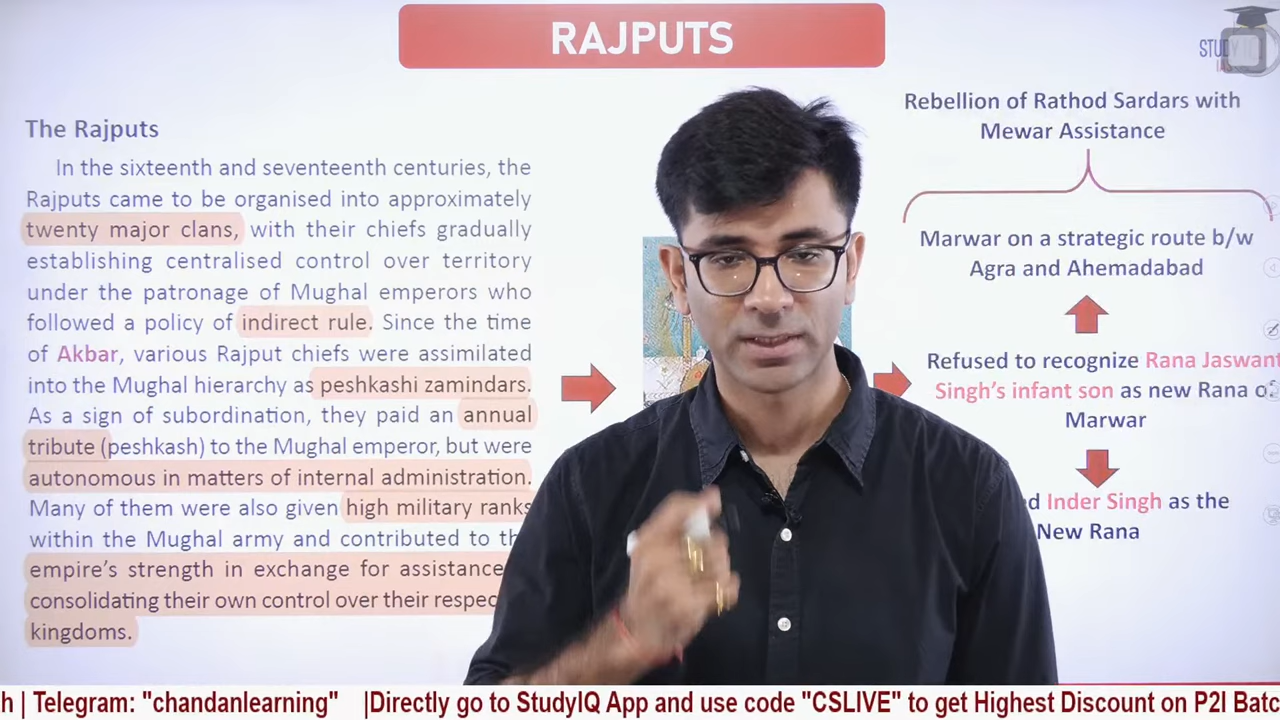 RAJPUTS
STUDY
The Rajputs
In the sixteenth and seventeenth centuries, the
Rajputs came to be organised into approximately
twenty major clans, with their chiefs gradually
establishing centralised control over territory
under the patronage of Mughal emperors who
followed a policy of indirect rule. Since the time
of Akbar, various Rajput chiefs were assimilated
into the Mughal hierarchy as peshkashi zamindars.
As a sign of subordination, they paid an annual
tribute (peshkash) to the Mughal emperor, but were
autonomous in matters of internal administration.
Many of them were also given high military ranks
within the Mughal army and contributed to
empire's strength in exchange for assistance
consolidating their own control over their
kingdoms.
Rebellion of Rathod Sardars with
Mewar Assistance
Marwar on a strategic route b/w
Agra and Ahemadabad
Refused to recognize Rana Jaswant
Singh's infant son as new Rana
Marwar
Inder Singh as the
New Rana
h | Telegram: "chandanlearning" |Directly go to StudyIQ App and use code "CSLIVE" to get Highest Discount on P2I Batc